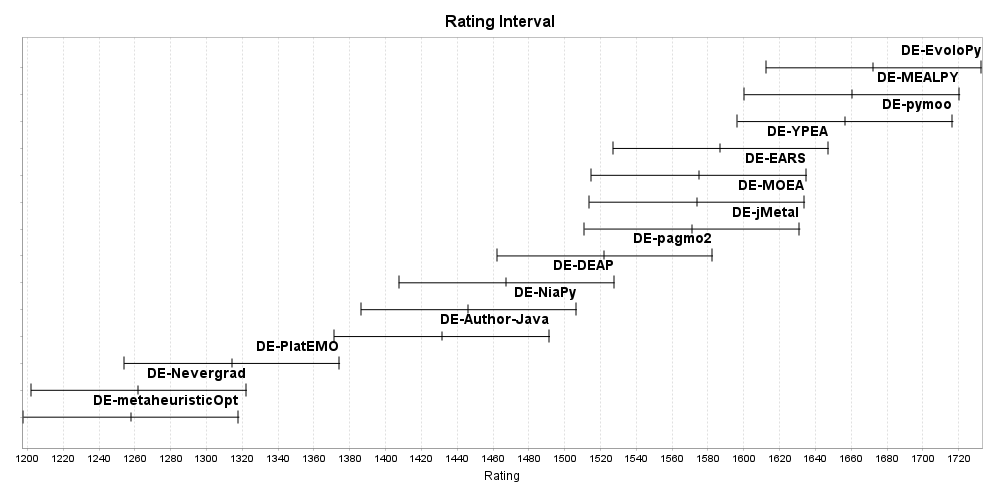 Rating Interval
DE-EvoloPy
DE-MEALPY
DE-pymoo
DE-YPEA
DE-EARS
DE-MOEA
DE-jMetal
DE-pagmo2
DE-DEAP
DE-NiaPy
DE-Author-Java
DE-PlatEMO
DE-Nevergrad
DE-metaheuristicOpt
1200 1220 1240 1260 1280 1300 1320 1340 1360 1380 1400 1420 1440 1460 1480 1500 1520 1540 1560 1580 1600 1620 1640 1660 1680 1700 1720
Rating